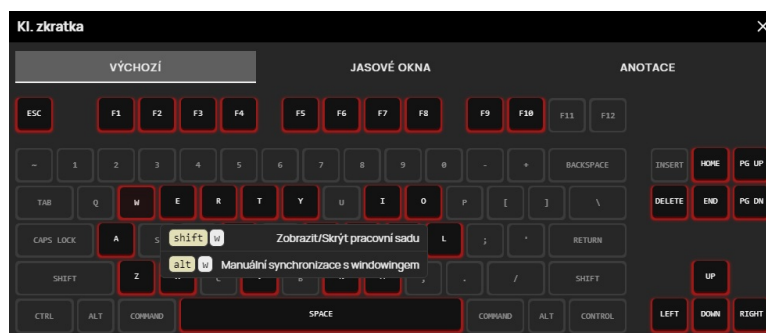 Kl. zkratka
VÝCHOZÍ JASOVÉ OKNA ANOTACE
ESC F1 F2 F3 F4 F5 F6 F7 F8 F9 F10 F11 F12
~ 1 2 3 4 5 6 7 8 9 0 - + BACKSPACE INSERT HOME PG UP
TAB Q W E R T Y U I O P [ ] \ DELETE END PG DN
CAPS LOCK A S L ; ' RETURN
shift w Zobrazit/Skrýt pracovní sadu
alt w Manuální synchronizace s windowingem
SHIFT Z . / SHIFT UP
CTRL ALT COMMAND SPACE COMMAND ALT CONTROL LEFT DOWN RIGHT